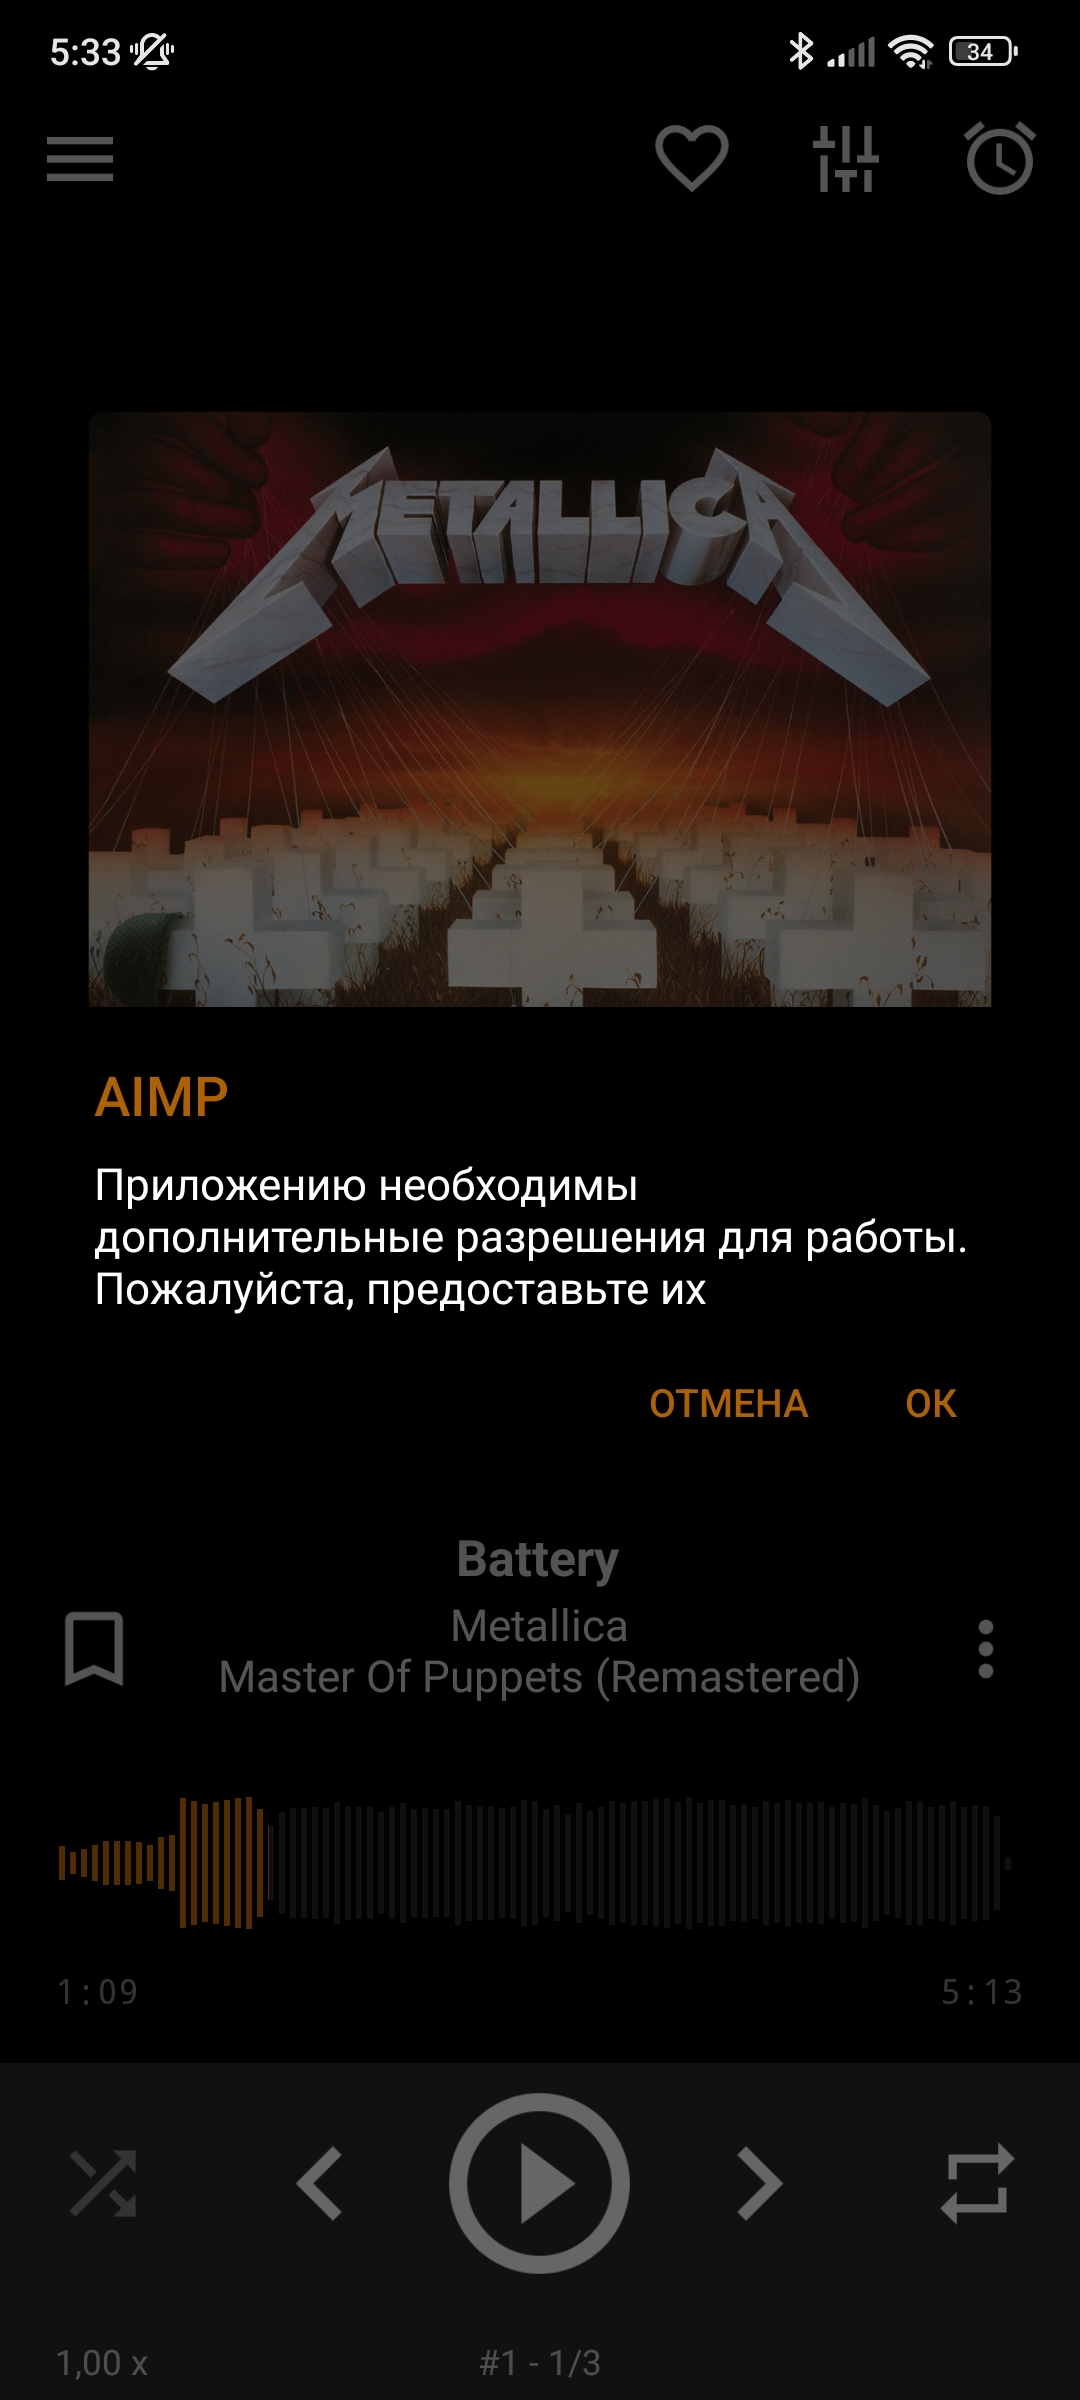 5:33
34
METALLICA
AIMP
Приложению необходимы
дополнительные разрешения для работы.
Пожалуйста, предоставьте их
ОТМЕНА ОК
Battery
Metallica
Master Of Puppets (Remastered)
1:09 5:13
1,00 x #1 - 1/3